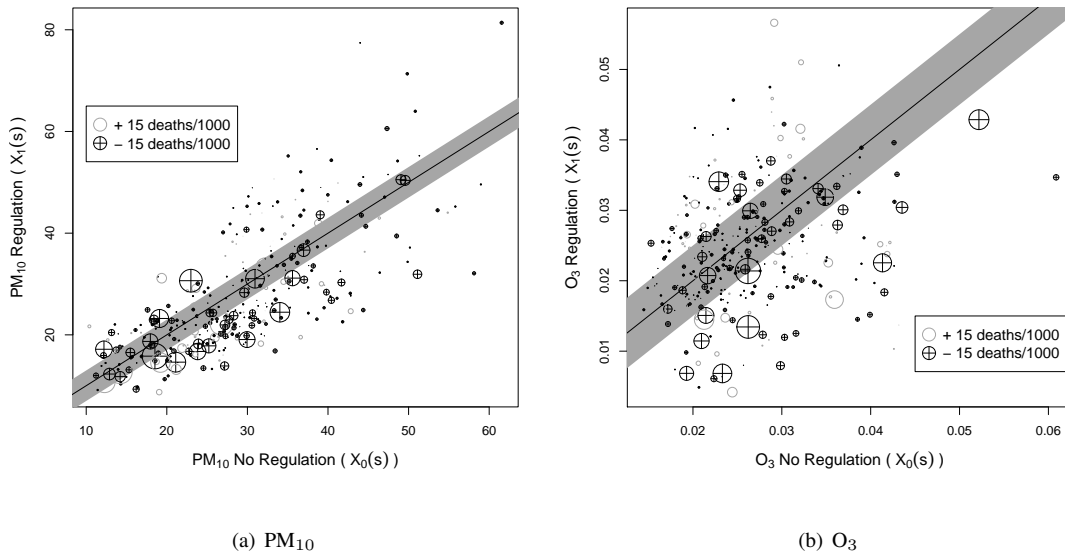 PM10 Regulation ( X1(s) )
80
60
40
20
+ 15 deaths/1000
− 15 deaths/1000
10 20 30 40 50 60
PM10 No Regulation ( X0(s) )
(a) PM10
O3 Regulation ( X1(s) )
0.05
0.04
0.03
0.02
0.01
+ 15 deaths/1000
− 15 deaths/1000
0.02 0.03 0.04 0.05 0.06
O3 No Regulation ( X0(s) )
(b) O3